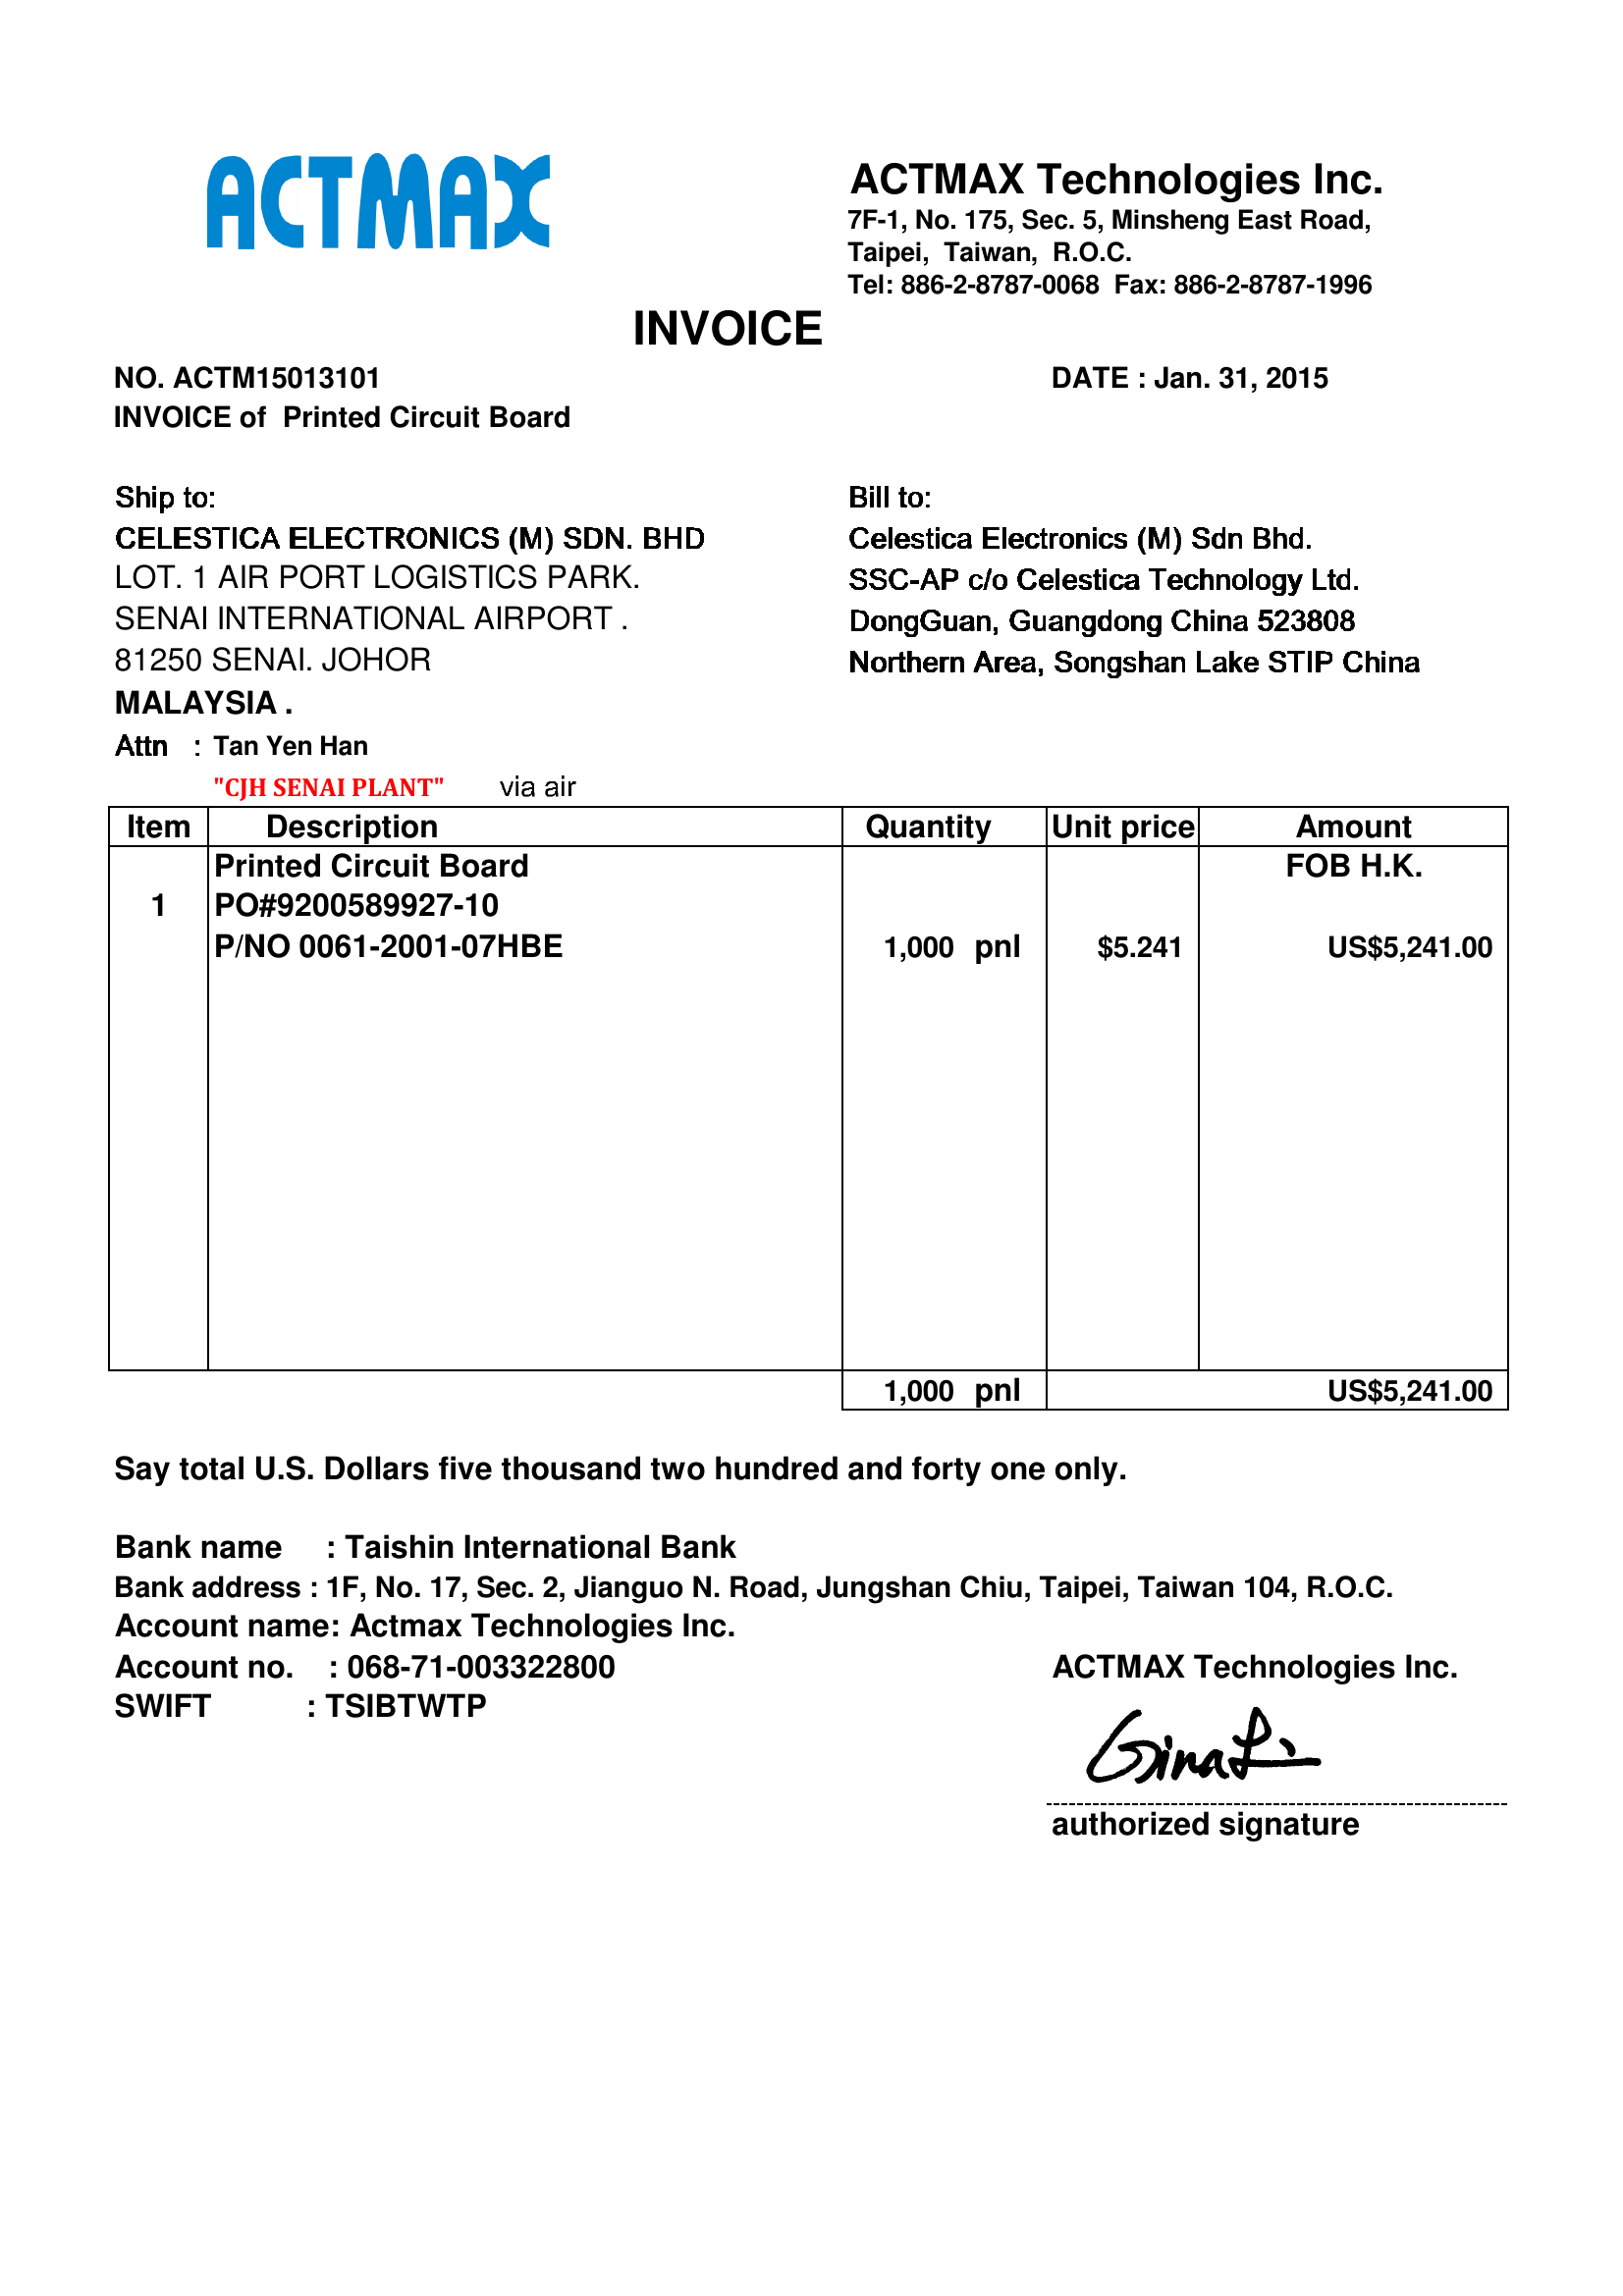 ACTMAX
ACTMAX Technologies Inc.
7F-1, No. 175, Sec. 5, Minsheng East Road,
Taipei, Taiwan, R.O.C.
Tel: 886-2-8787-0068 Fax: 886-2-8787-1996
INVOICE
NO. ACTM15013101 DATE : Jan. 31, 2015
INVOICE of Printed Circuit Board
Ship to:
CELESTICA ELECTRONICS (M) SDN. BHD
LOT. 1 AIR PORT LOGISTICS PARK.
SENAI INTERNATIONAL AIRPORT .
81250 SENAI. JOHOR
MALAYSIA .
Attn : Tan Yen Han
"CJH SENAI PLANT" via air
Bill to:
Celestica Electronics (M) Sdn Bhd.
SSC-AP c/o Celestica Technology Ltd.
DongGuan, Guangdong China 523808
Northern Area, Songshan Lake STIP China
Item Description Quantity Unit price Amount
Printed Circuit Board FOB H.K.
1 PO#9200589927-10
P/NO 0061-2001-07HBE 1,000 pnl $5.241 US$5,241.00
1,000 pnl US$5,241.00
Say total U.S. Dollars five thousand two hundred and forty one only.
Bank name : Taishin International Bank
Bank address : 1F, No. 17, Sec. 2, Jianguo N. Road, Jungshan Chiu, Taipei, Taiwan 104, R.O.C.
Account name: Actmax Technologies Inc.
Account no. : 068-71-003322800
SWIFT : TSIBTWTP
ACTMAX Technologies Inc.
Gina Li
authorized signature